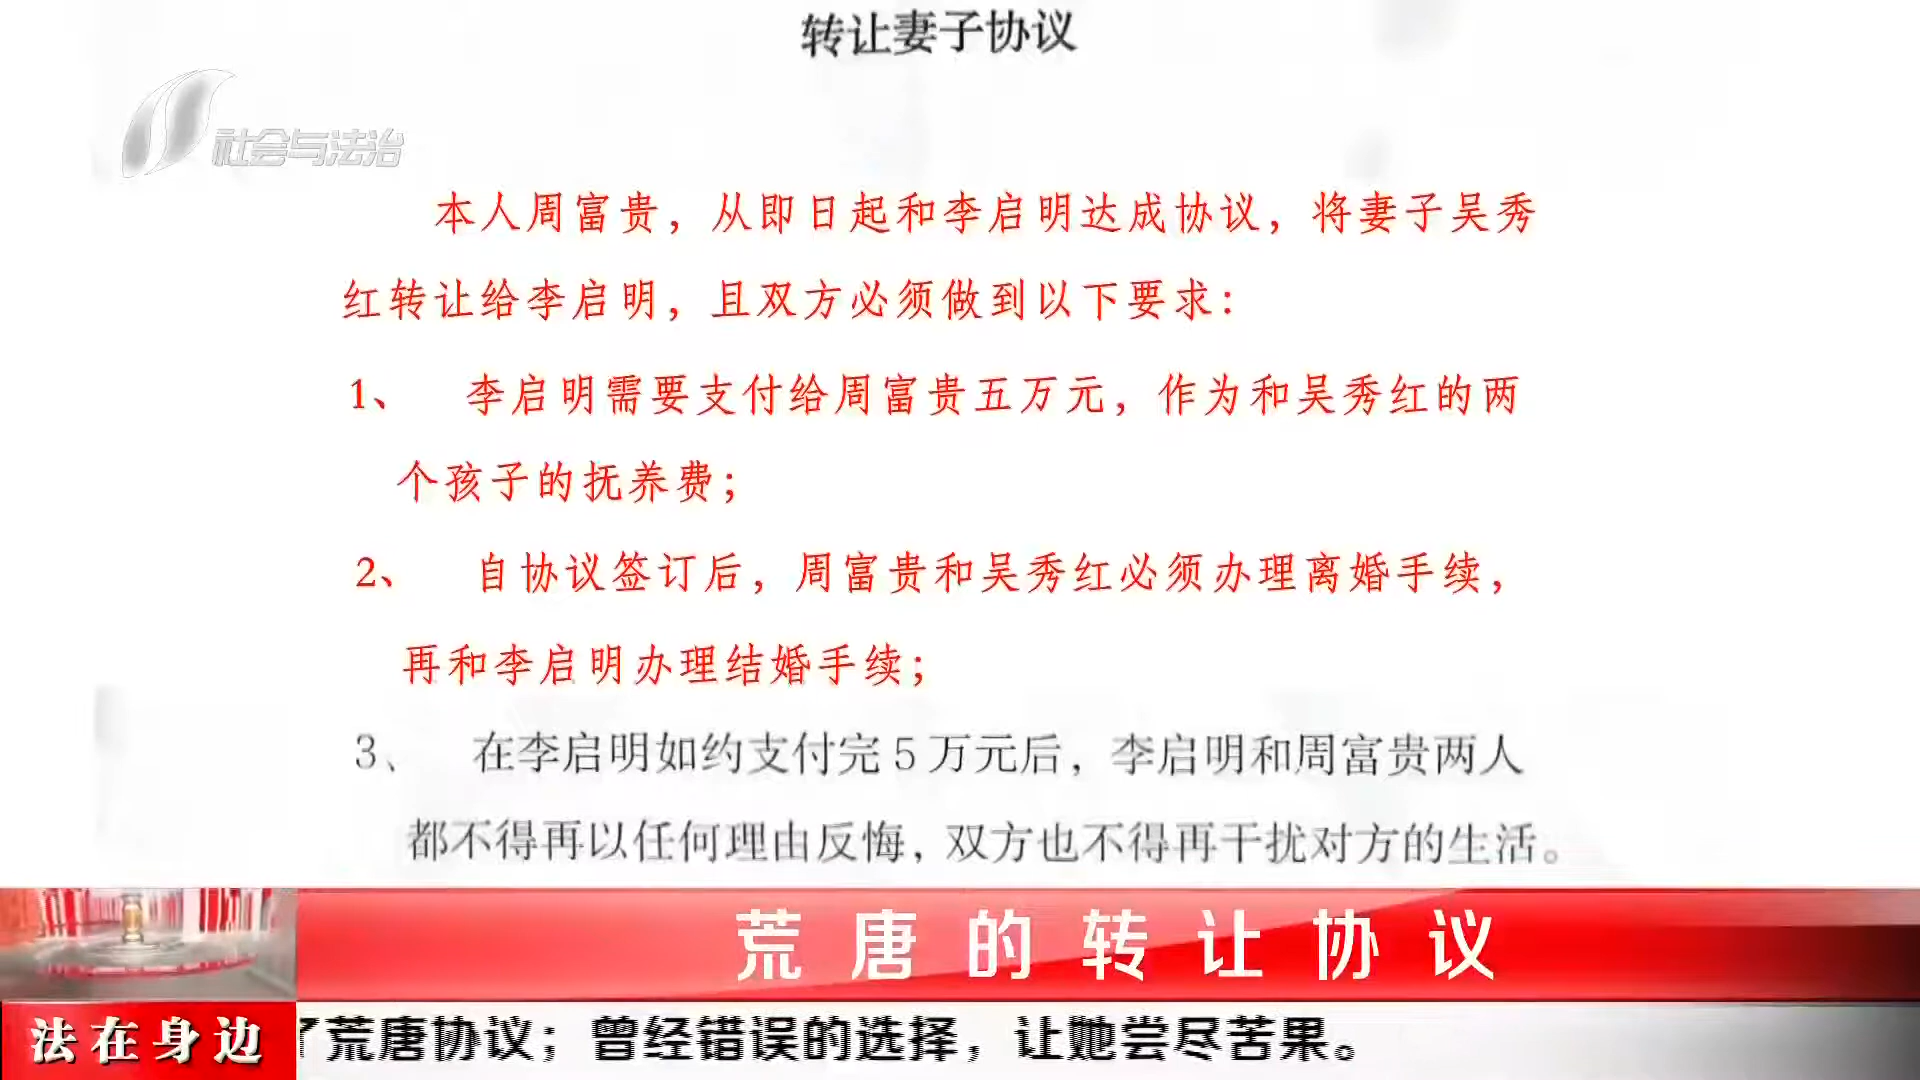 转让妻子协议
社会与法治
本人周富贵，从即日起和李启明达成协议，将妻子吴秀
红转让给李启明，且双方必须做到以下要求：
1、 李启明需要支付给周富贵五万元，作为和吴秀红的两
个孩子的抚养费；
2、 自协议签订后，周富贵和吴秀红必须办理离婚手续，
再和李启明办理结婚手续；
3、 在李启明如约支付完5万元后，李启明和周富贵两人
都不得再以任何理由反悔，双方也不得再干扰对方的生活。
荒唐的转让协议
法在身边
了荒唐协议；曾经错误的选择，让她尝尽苦果。